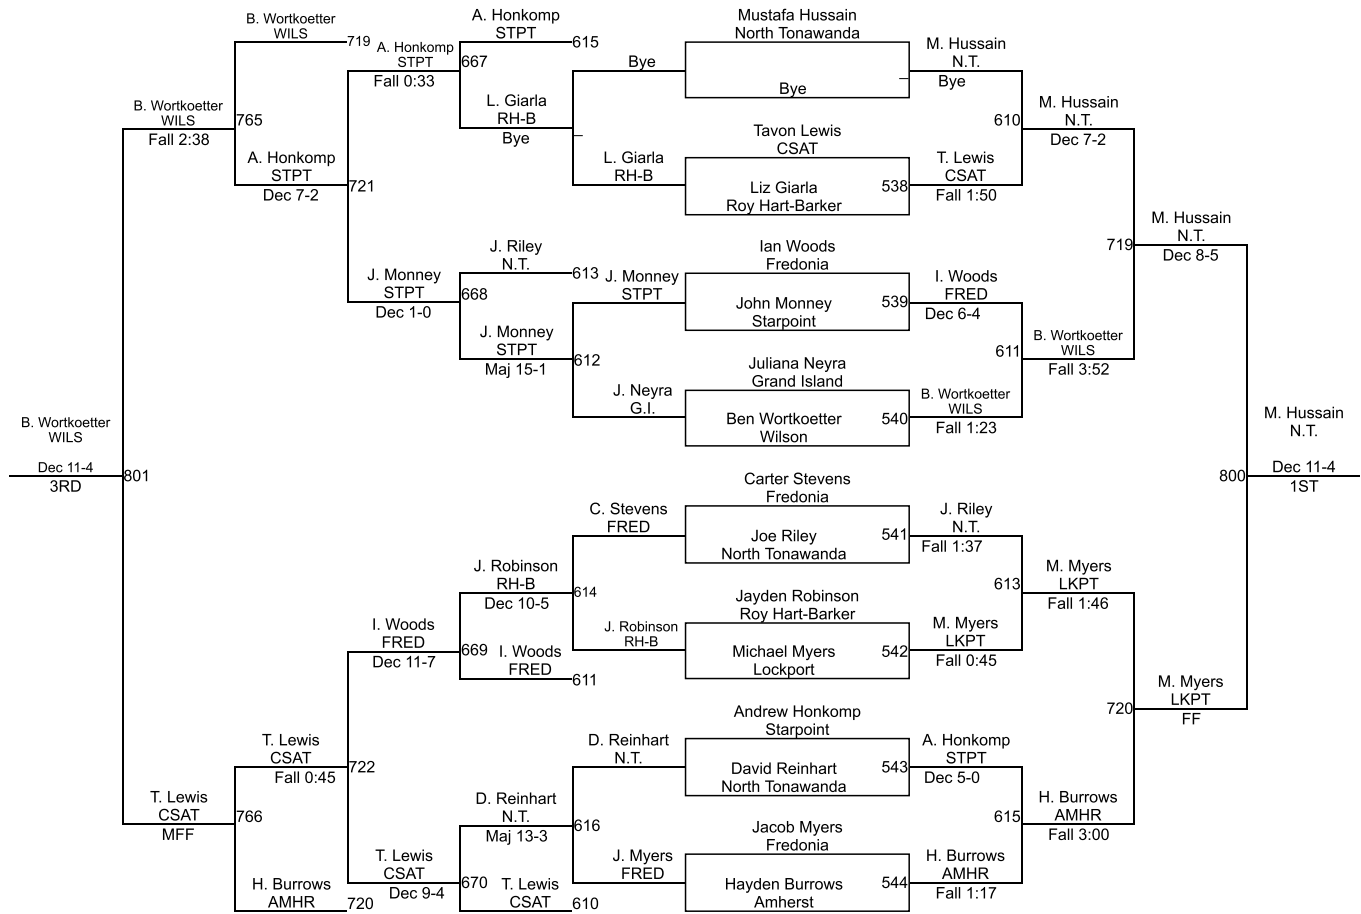 B. Wortkoetter
WILS
719
A. Honkomp
STPT
Fall 0:33
A. Honkomp
STPT
615
667
L. Giarla
RH-B
Bye
Bye
Mustafa Hussain
North Tonawanda
Bye
M. Hussain
N.T.
Bye
B. Wortkoetter
WILS
Fall 2:38
765
A. Honkomp
STPT
Dec 7-2
721
L. Giarla
RH-B
Tavon Lewis
CSAT
Liz Giarla
Roy Hart-Barker
538
T. Lewis
CSAT
Fall 1:50
610
M. Hussain
N.T.
Dec 7-2
J. Monney
STPT
Dec 1-0
J. Riley
N.T.
613
668
J. Monney
STPT
Maj 15-1
J. Monney
STPT
612
Ian Woods
Fredonia
John Monney
Starpoint
539
I. Woods
FRED
Dec 6-4
719
M. Hussain
N.T.
Dec 8-5
J. Neyra
G.I.
Juliana Neyra
Grand Island
Ben Wortkoetter
Wilson
540
B. Wortkoetter
WILS
Fall 1:23
611
B. Wortkoetter
WILS
Fall 3:52
B. Wortkoetter
WILS
Dec 11-4
3RD
801
M. Hussain
N.T.
800
Dec 11-4
1ST
C. Stevens
FRED
Carter Stevens
Fredonia
Joe Riley
North Tonawanda
541
J. Riley
N.T.
Fall 1:37
J. Robinson
RH-B
Dec 10-5
614
613
M. Myers
LKPT
Fall 1:46
I. Woods
FRED
Dec 11-7
669
I. Woods
FRED
611
J. Robinson
RH-B
Jayden Robinson
Roy Hart-Barker
Michael Myers
Lockport
542
M. Myers
LKPT
Fall 0:45
720
M. Myers
LKPT
FF
T. Lewis
CSAT
Fall 0:45
722
D. Reinhart
N.T.
Andrew Honkomp
Starpoint
David Reinhart
North Tonawanda
543
A. Honkomp
STPT
Dec 5-0
T. Lewis
CSAT
MFF
766
D. Reinhart
N.T.
Maj 13-3
616
615
H. Burrows
AMHR
Fall 3:00
H. Burrows
AMHR
720
T. Lewis
CSAT
Dec 9-4
670
T. Lewis
CSAT
610
J. Myers
FRED
Jacob Myers
Fredonia
Hayden Burrows
Amherst
544
H. Burrows
AMHR
Fall 1:17